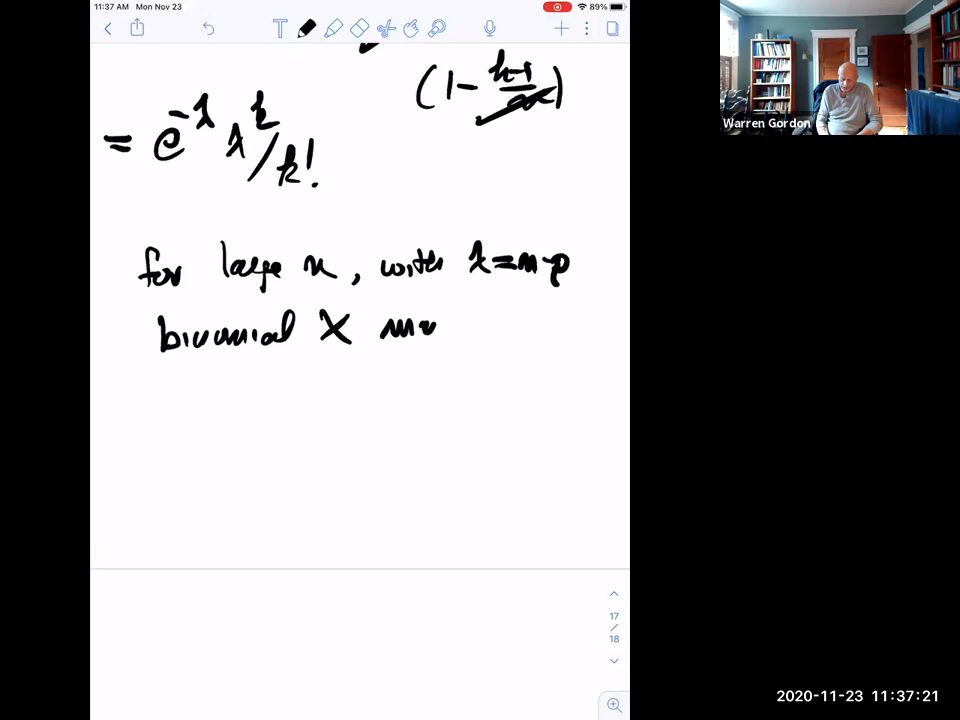 11:37 AM Mon Nov 23
89%
(1 - (k-1)/n)
= e^-λ λ^k/k!
for large n, with λ=n·p
binomial X
17
/
18
Warren Gordon
2020-11-23 11:37:21